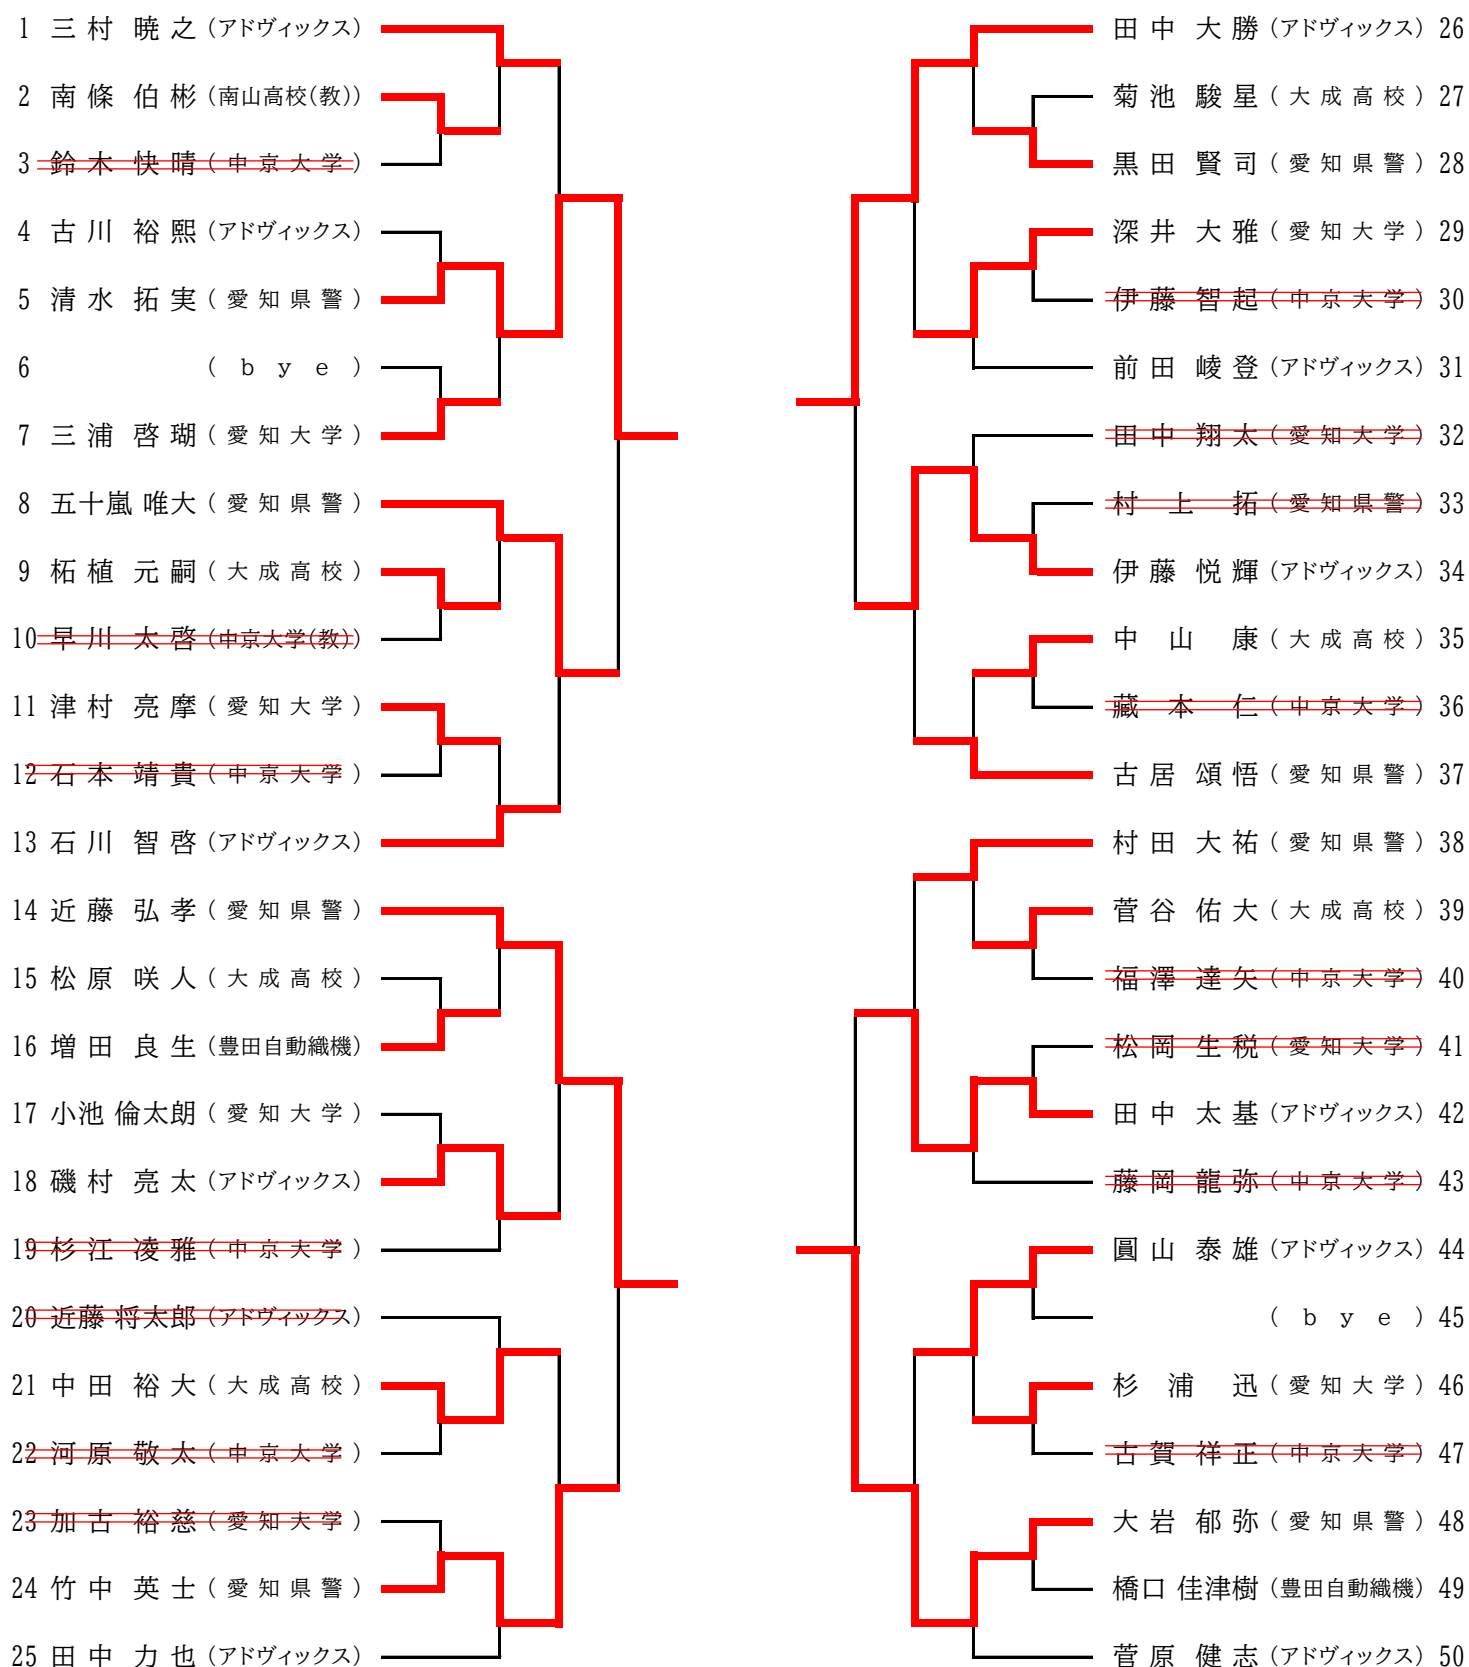 1 三村 暁之 (アドヴィックス)
2 南條 伯彬 (南山高校(教))
3 鈴木 快晴 (中京大学)
4 古川 裕熙 (アドヴィックス)
5 清水 拓実 (愛知県警)
6 (bye)
7 三浦 啓瑚 (愛知大学)
8 五十嵐 唯大 (愛知県警)
9 柘植 元嗣 (大成高校)
10 早川 太啓 (中京大学(教))
11 津村 亮摩 (愛知大学)
12 石本 靖貴 (中京大学)
13 石川 智啓 (アドヴィックス)
14 近藤 弘孝 (愛知県警)
15 松原 咲人 (大成高校)
16 増田 良生 (豊田自動織機)
17 小池 倫太朗 (愛知大学)
18 磯村 亮太 (アドヴィックス)
19 杉江 凌雅 (中京大学)
20 近藤 将太郎 (アドヴィックス)
21 中田 裕大 (大成高校)
22 河原 敬太 (中京大学)
23 加古 裕慈 (愛知大学)
24 竹中 英士 (愛知県警)
25 田中 力也 (アドヴィックス)
田中 大勝 (アドヴィックス) 26
菊池 駿星 (大成高校) 27
黒田 賢司 (愛知県警) 28
深井 大雅 (愛知大学) 29
伊藤 智起 (中京大学) 30
前田 崚登 (アドヴィックス) 31
田中 翔太 (愛知大学) 32
村上 拓 (愛知県警) 33
伊藤 悦輝 (アドヴィックス) 34
中山 康 (大成高校) 35
藏本 仁 (中京大学) 36
古居 頌悟 (愛知県警) 37
村田 大祐 (愛知県警) 38
菅谷 佑大 (大成高校) 39
福澤 達矢 (中京大学) 40
松岡 生税 (愛知大学) 41
田中 太基 (アドヴィックス) 42
藤岡 龍弥 (中京大学) 43
圓山 泰雄 (アドヴィックス) 44
(bye) 45
杉浦 迅 (愛知大学) 46
古賀 祥正 (中京大学) 47
大岩 郁弥 (愛知県警) 48
橋口 佳津樹 (豊田自動織機) 49
菅原 健志 (アドヴィックス) 50